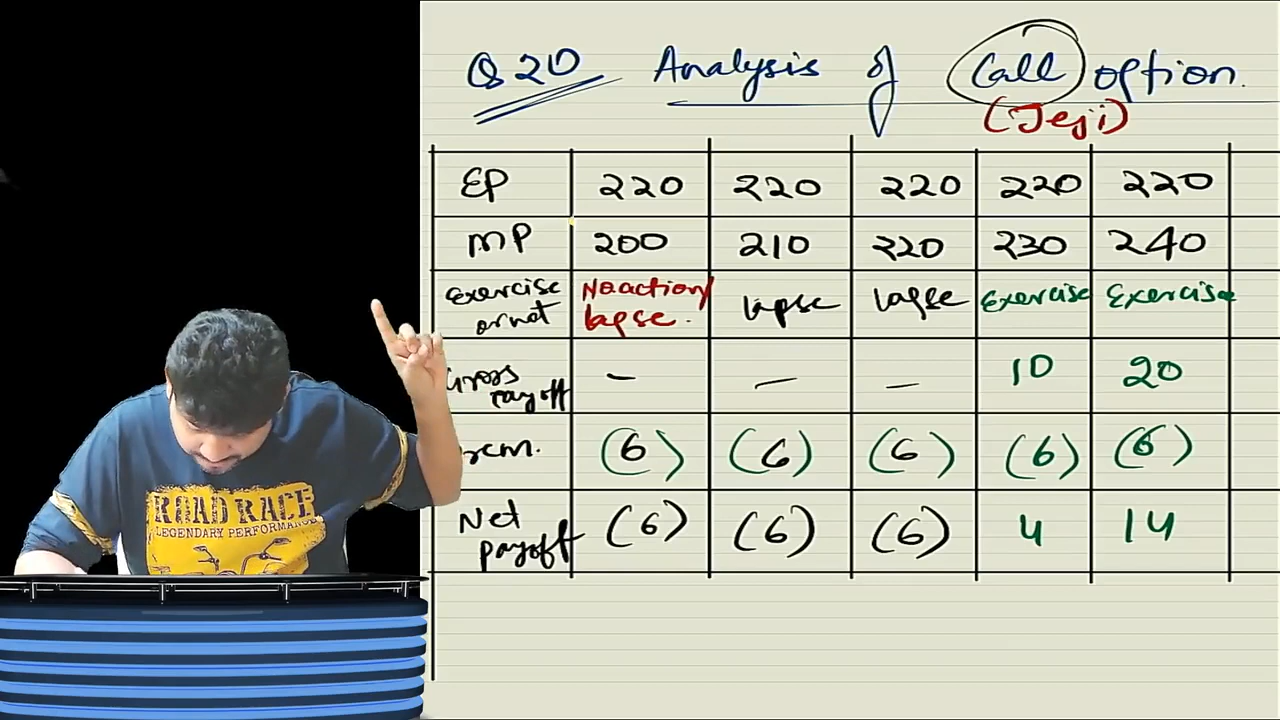 Q 20 Analysis of Call option.
(Teji)
EP 220 220 220 220 220
MP 200 210 220 230 240
Exercise or not No action/ lapse. lapse lapse Exercise Exercise
Gross payoff – – – 10 20
rem. (6) (6) (6) (6) (6)
Net payoff (6) (6) (6) 4 14
ROAD RACE
LEGENDARY PERFORMANCE